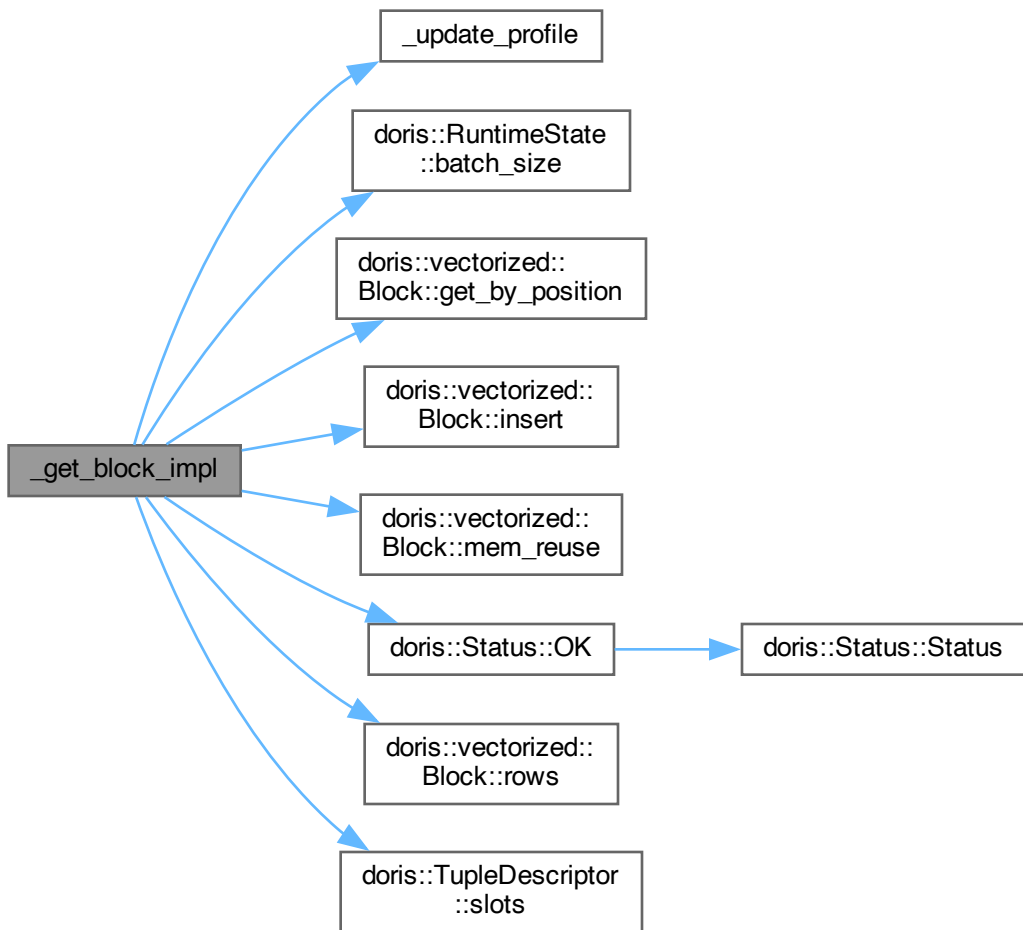 _update_profile
doris::RuntimeState
::batch_size
doris::vectorized::
Block::get_by_position
doris::vectorized::
Block::insert
_get_block_impl
doris::vectorized::
Block::mem_reuse
doris::Status::OK
doris::Status::Status
doris::vectorized::
Block::rows
doris::TupleDescriptor
::slots